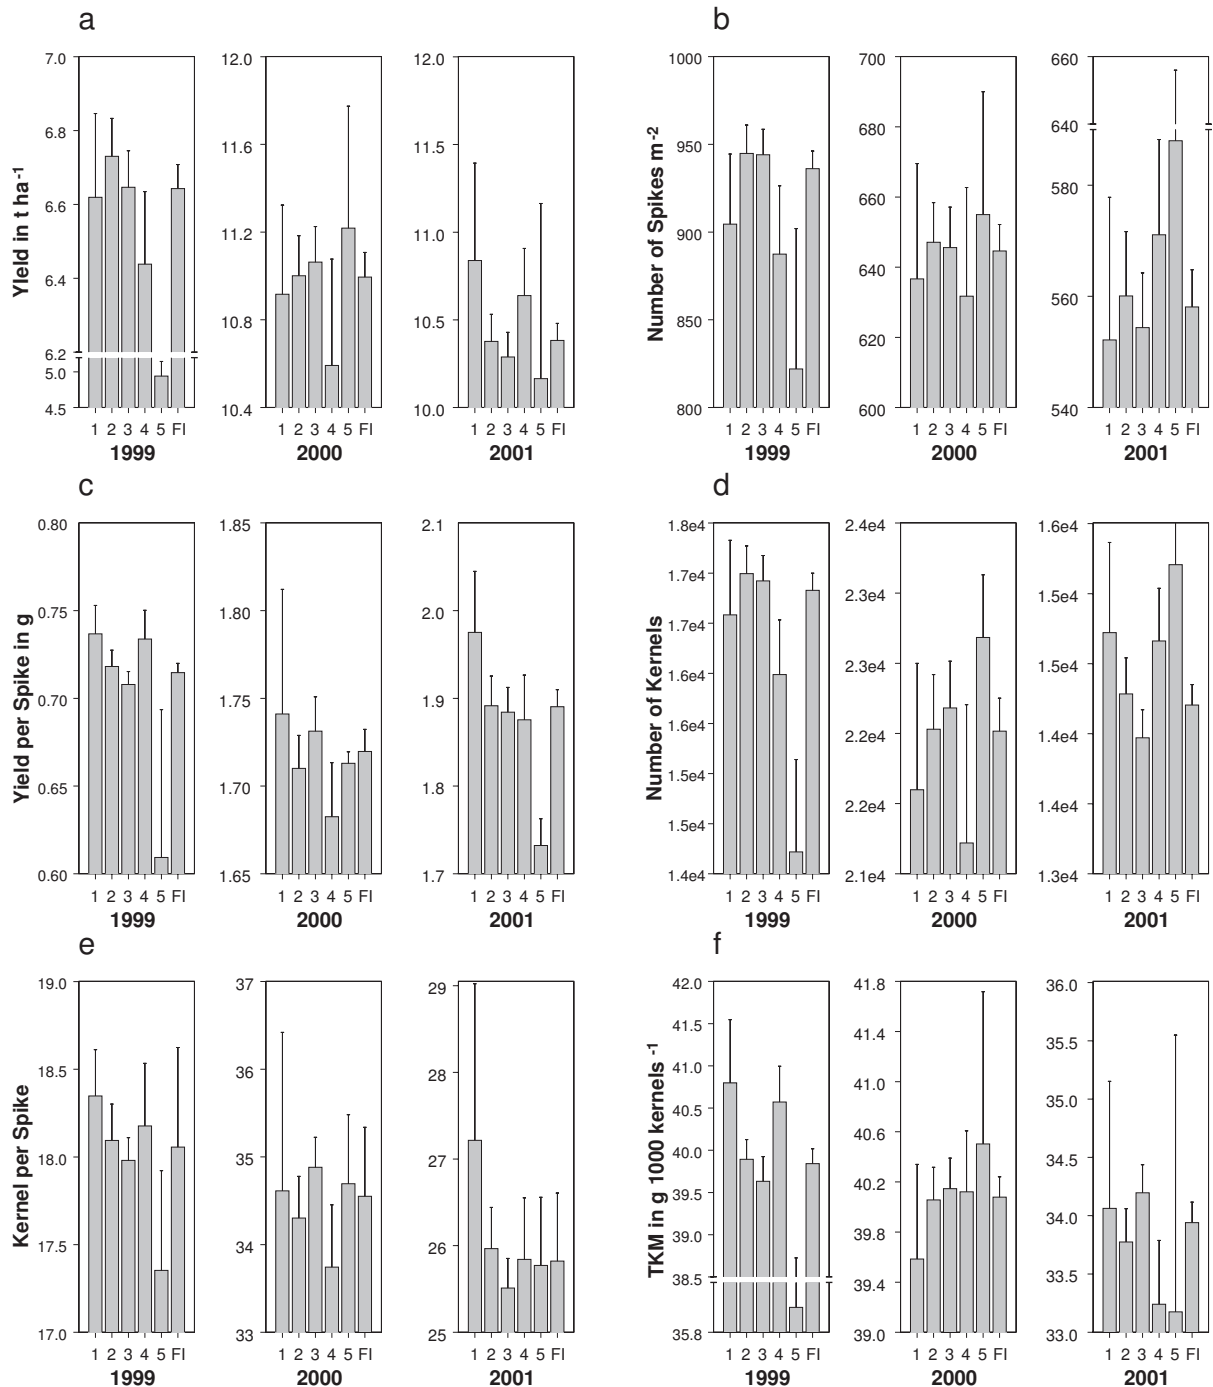 a
b
7.0
6.8
6.6
6.4
6.2
5.0
4.5
12.0
11.6
11.2
10.8
10.4
12.0
11.5
11.0
10.5
10.0
1000
950
900
850
800
700
680
660
640
620
600
660
640
580
560
540
YIeld in t ha-1
Number of Spikes m-2
1 2 3 4 5 FI
1 2 3 4 5 FI
1 2 3 4 5 FI
1 2 3 4 5 FI
1 2 3 4 5 FI
1 2 3 4 5 FI
1999
2000
2001
1999
2000
2001
c
d
0.80
0.75
0.70
0.65
0.60
1.85
1.80
1.75
1.70
1.65
2.1
2.0
1.9
1.8
1.7
1.8e4
1.7e4
1.7e4
1.6e4
1.6e4
1.5e4
1.5e4
1.4e4
2.4e4
2.3e4
2.3e4
2.2e4
2.2e4
2.1e4
1.6e4
1.5e4
1.5e4
1.4e4
1.4e4
1.3e4
Yield per Spike in g
Number of Kernels
1 2 3 4 5 FI
1 2 3 4 5 FI
1 2 3 4 5 FI
1 2 3 4 5 FI
1 2 3 4 5 FI
1 2 3 4 5 FI
1999
2000
2001
1999
2000
2001
e
f
19.0
18.5
18.0
17.5
17.0
37
36
35
34
33
29
28
27
26
25
42.0
41.5
41.0
40.5
40.0
39.5
39.0
38.5
35.8
41.8
41.4
41.0
40.6
40.2
39.8
39.4
39.0
36.0
35.5
35.0
34.5
34.0
33.5
33.0
Kernel per Spike
TKM in g 1000 kernels -1
1 2 3 4 5 FI
1 2 3 4 5 FI
1 2 3 4 5 FI
1 2 3 4 5 FI
1 2 3 4 5 FI
1 2 3 4 5 FI
1999
2000
2001
1999
2000
2001